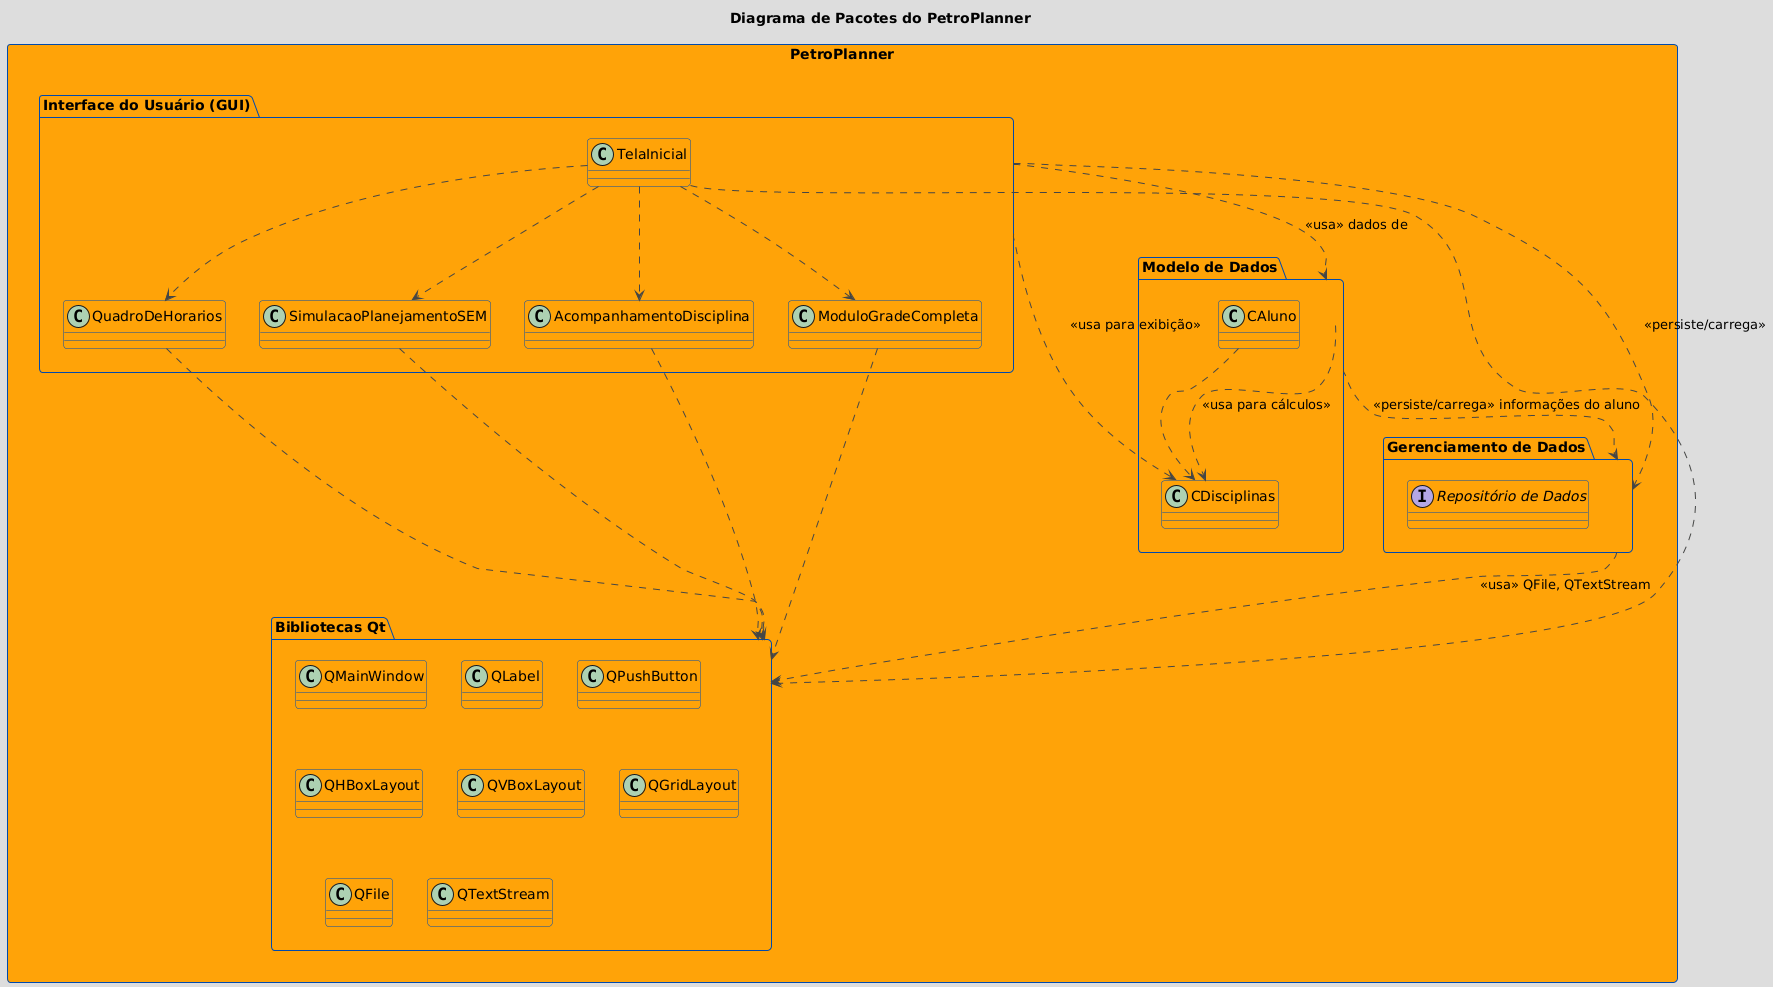 Diagrama de Pacotes do PetroPlanner
PetroPlanner
Interface do Usuário (GUI)
C TelaInicial
C QuadroDeHorarios
C SimulacaoPlanejamentoSEM
C AcompanhamentoDisciplina
C ModuloGradeCompleta
«usa» dados de
Modelo de Dados
C CAluno
«usa para exibição»
«persiste/carrega»
«usa para cálculos»
«persiste/carrega» informações do aluno
Gerenciamento de Dados
C CDisciplinas
I Repositório de Dados
«usa» QFile, QTextStream
Bibliotecas Qt
C QMainWindow
C QLabel
C QPushButton
C QHBoxLayout
C QVBoxLayout
C QGridLayout
C QFile
C QTextStream